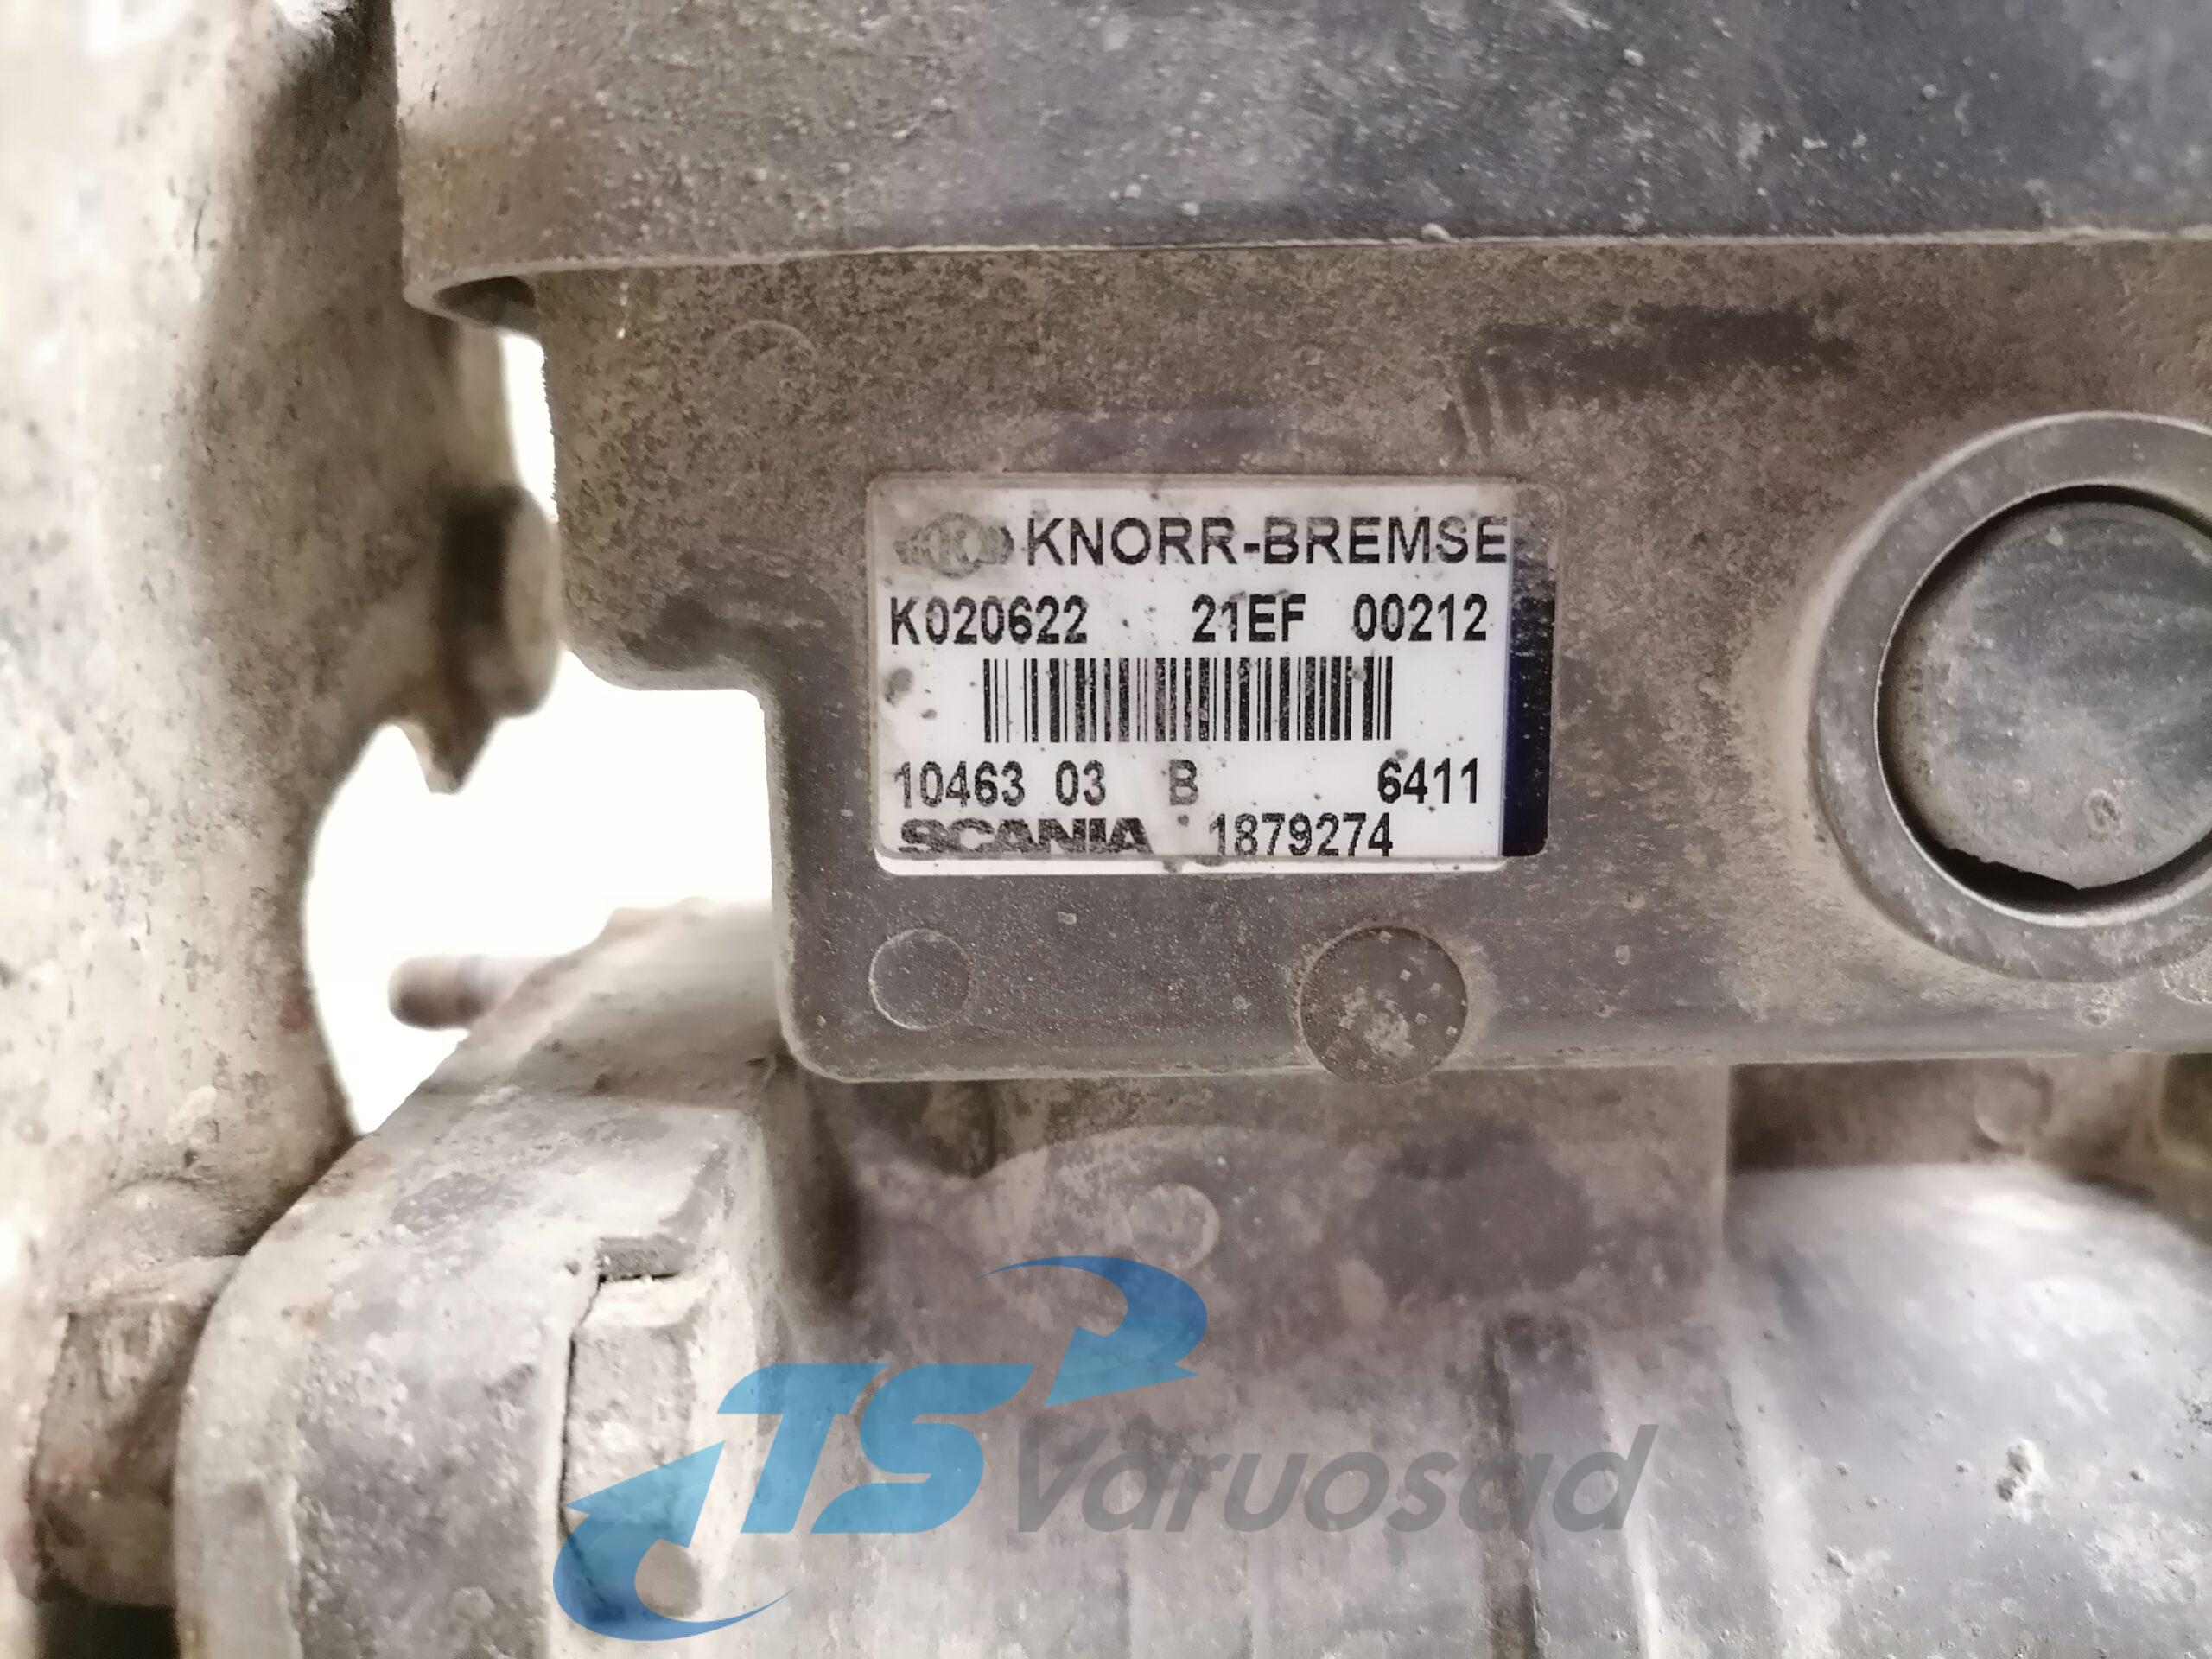 KNORR-BREMSE
K020622 21EF 00212
10463 03 B 6411
SCANIA 1879274
TS Varuosad